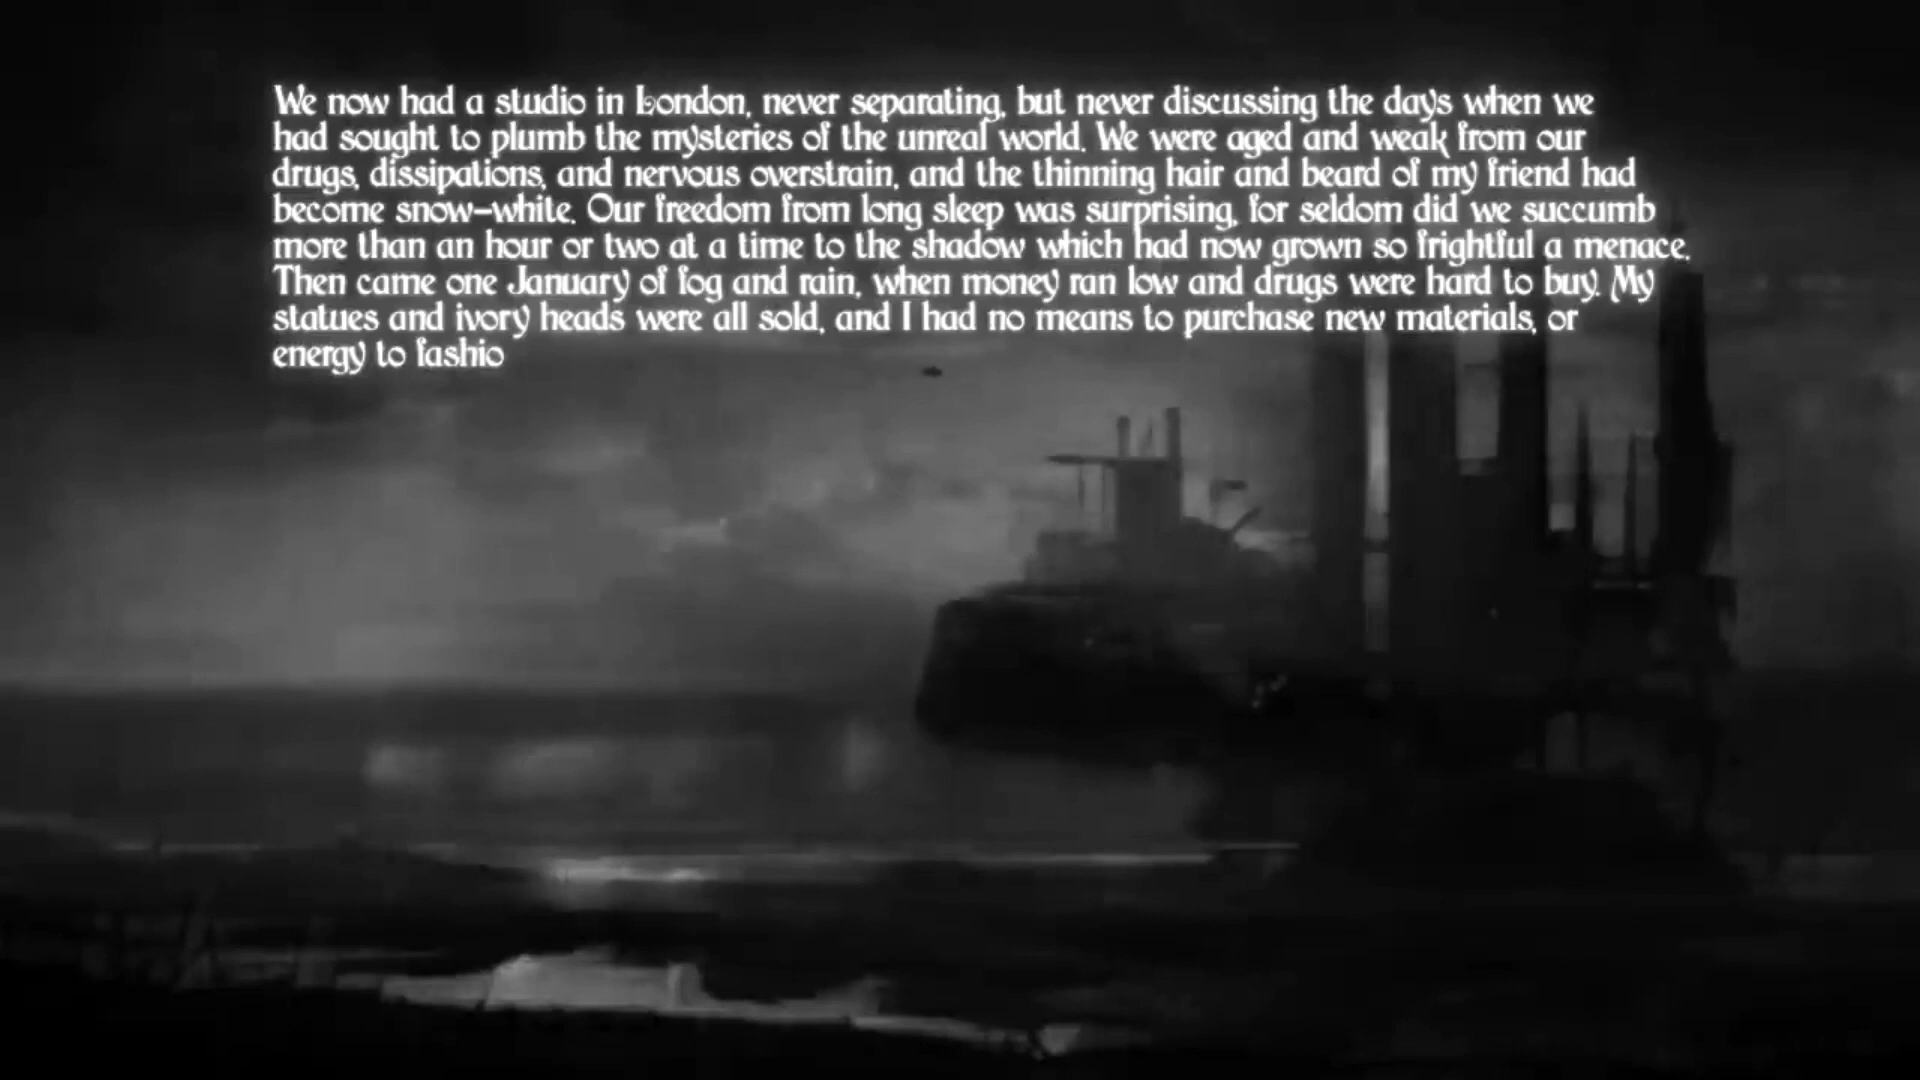 We now had a studio in London, never separating, but never discussing the days when we
had sought to plumb the mysteries of the unreal world. We were aged and weak from our
drugs, dissipations, and nervous overstrain, and the thinning hair and beard of my friend had
become snow-white. Our freedom from long sleep was surprising, for seldom did we succumb
more than an hour or two at a time to the shadow which had now grown so frightful a menace.
Then came one January of fog and rain, when money ran low and drugs were hard to buy. My
statues and ivory heads were all sold, and I had no means to purchase new materials, or
energy to fashio